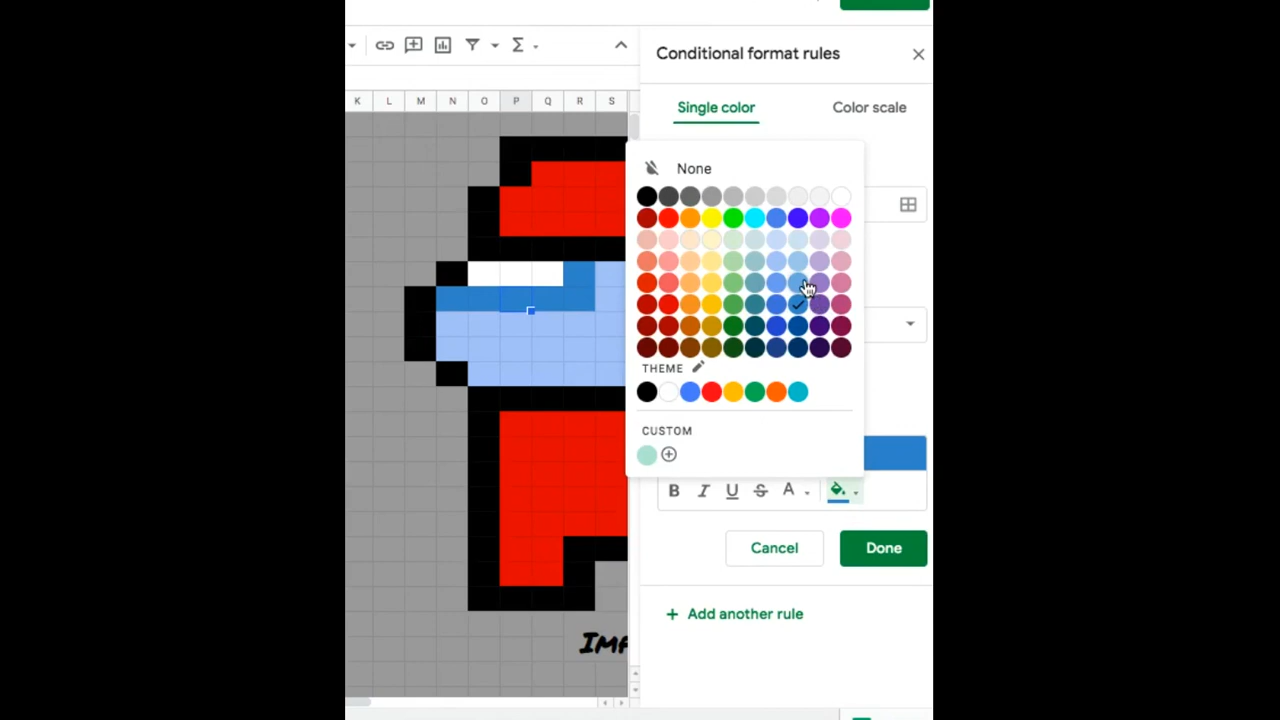 Conditional format rules
Single color
Color scale
K L M N O P Q R S
None
THEME
CUSTOM
B I U S A
Cancel
Done
Add another rule